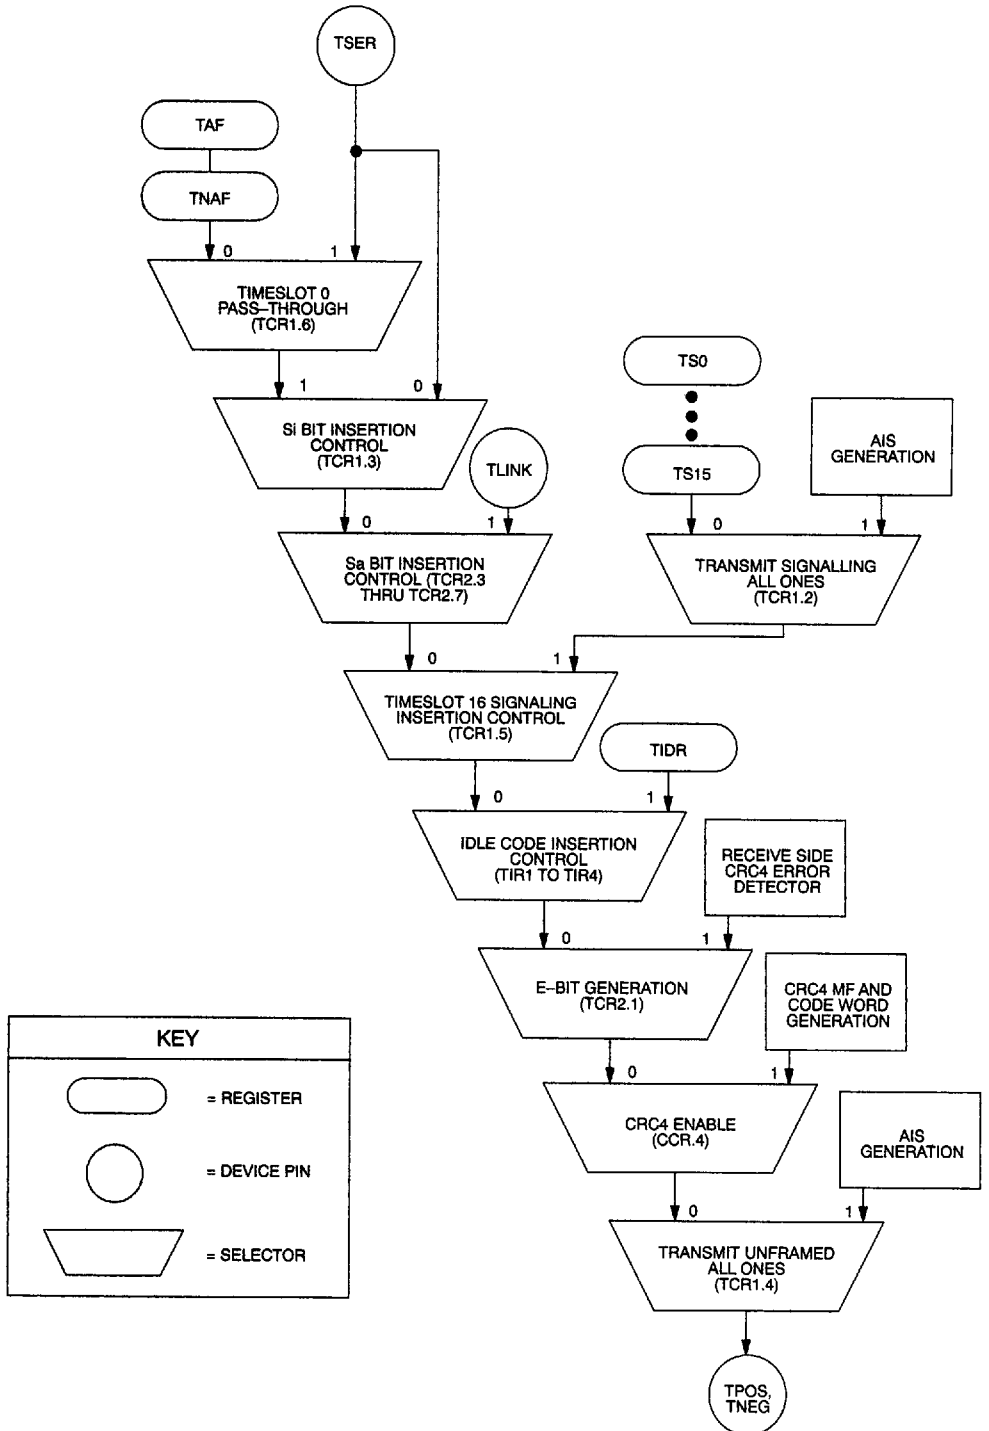 TSER
TAF
TNAF
0
1
TIMESLOT 0
PASS–THROUGH
(TCR1.6)
1
0
Si BIT INSERTION
CONTROL
(TCR1.3)
TLINK
TS0
TS15
AIS
GENERATION
0
1
Sa BIT INSERTION
CONTROL (TCR2.3
THRU TCR2.7)
0
1
TRANSMIT SIGNALLING
ALL ONES
(TCR1.2)
0
1
TIMESLOT 16 SIGNALING
INSERTION CONTROL
(TCR1.5)
TIDR
0
1
IDLE CODE INSERTION
CONTROL
(TIR1 TO TIR4)
RECEIVE SIDE
CRC4 ERROR
DETECTOR
0
1
E–BIT GENERATION
(TCR2.1)
CRC4 MF AND
CODE WORD
GENERATION
0
1
CRC4 ENABLE
(CCR.4)
AIS
GENERATION
0
1
TRANSMIT UNFRAMED
ALL ONES
(TCR1.4)
TPOS,
TNEG
KEY
= REGISTER
= DEVICE PIN
= SELECTOR